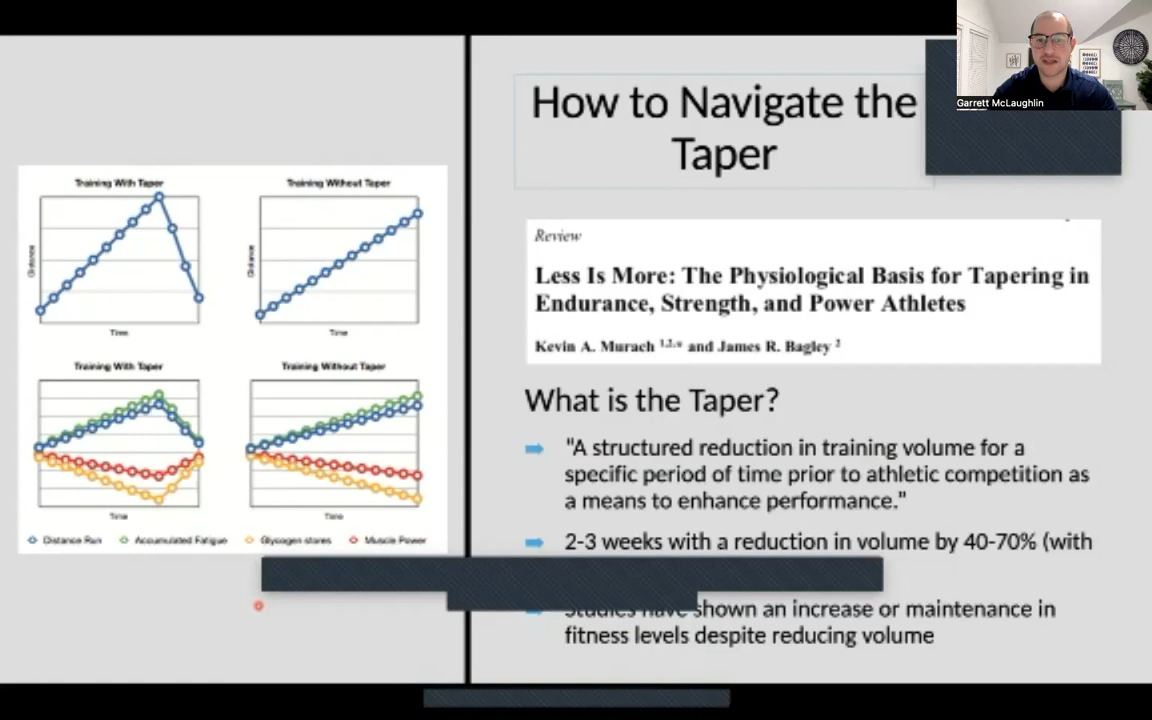 Garrett McLaughlin
How to Navigate the
Taper
Training With Taper
Training Without Taper
Distance
Distance
Time
Time
Training With Taper
Training Without Taper
Time
Time
Distance Run
Accumulated Fatigue
Glycogen stores
Muscle Power
Review
Less Is More: The Physiological Basis for Tapering in
Endurance, Strength, and Power Athletes
Kevin A. Murach 1,2,* and James R. Bagley 2
What is the Taper?
"A structured reduction in training volume for a
specific period of time prior to athletic competition as
a means to enhance performance."
2-3 weeks with a reduction in volume by 40-70% (with
Studies have shown an increase or maintenance in
fitness levels despite reducing volume